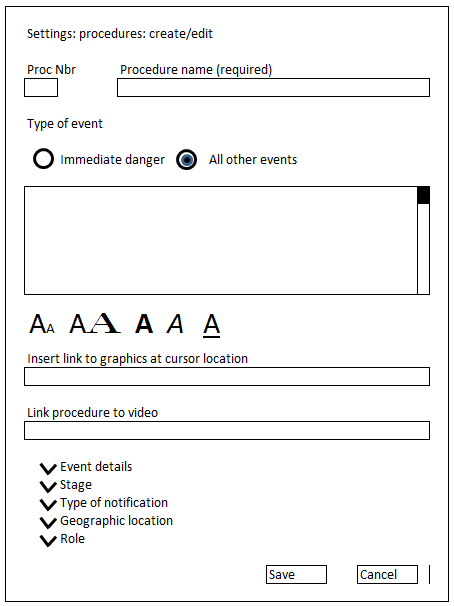 Settings: procedures: create/edit
Proc Nbr Procedure name (required)
Type of event
Immediate danger All other events
AA AA A A A
Insert link to graphics at cursor location
Link procedure to video
Event details
Stage
Type of notification
Geographic location
Role
Save Cancel